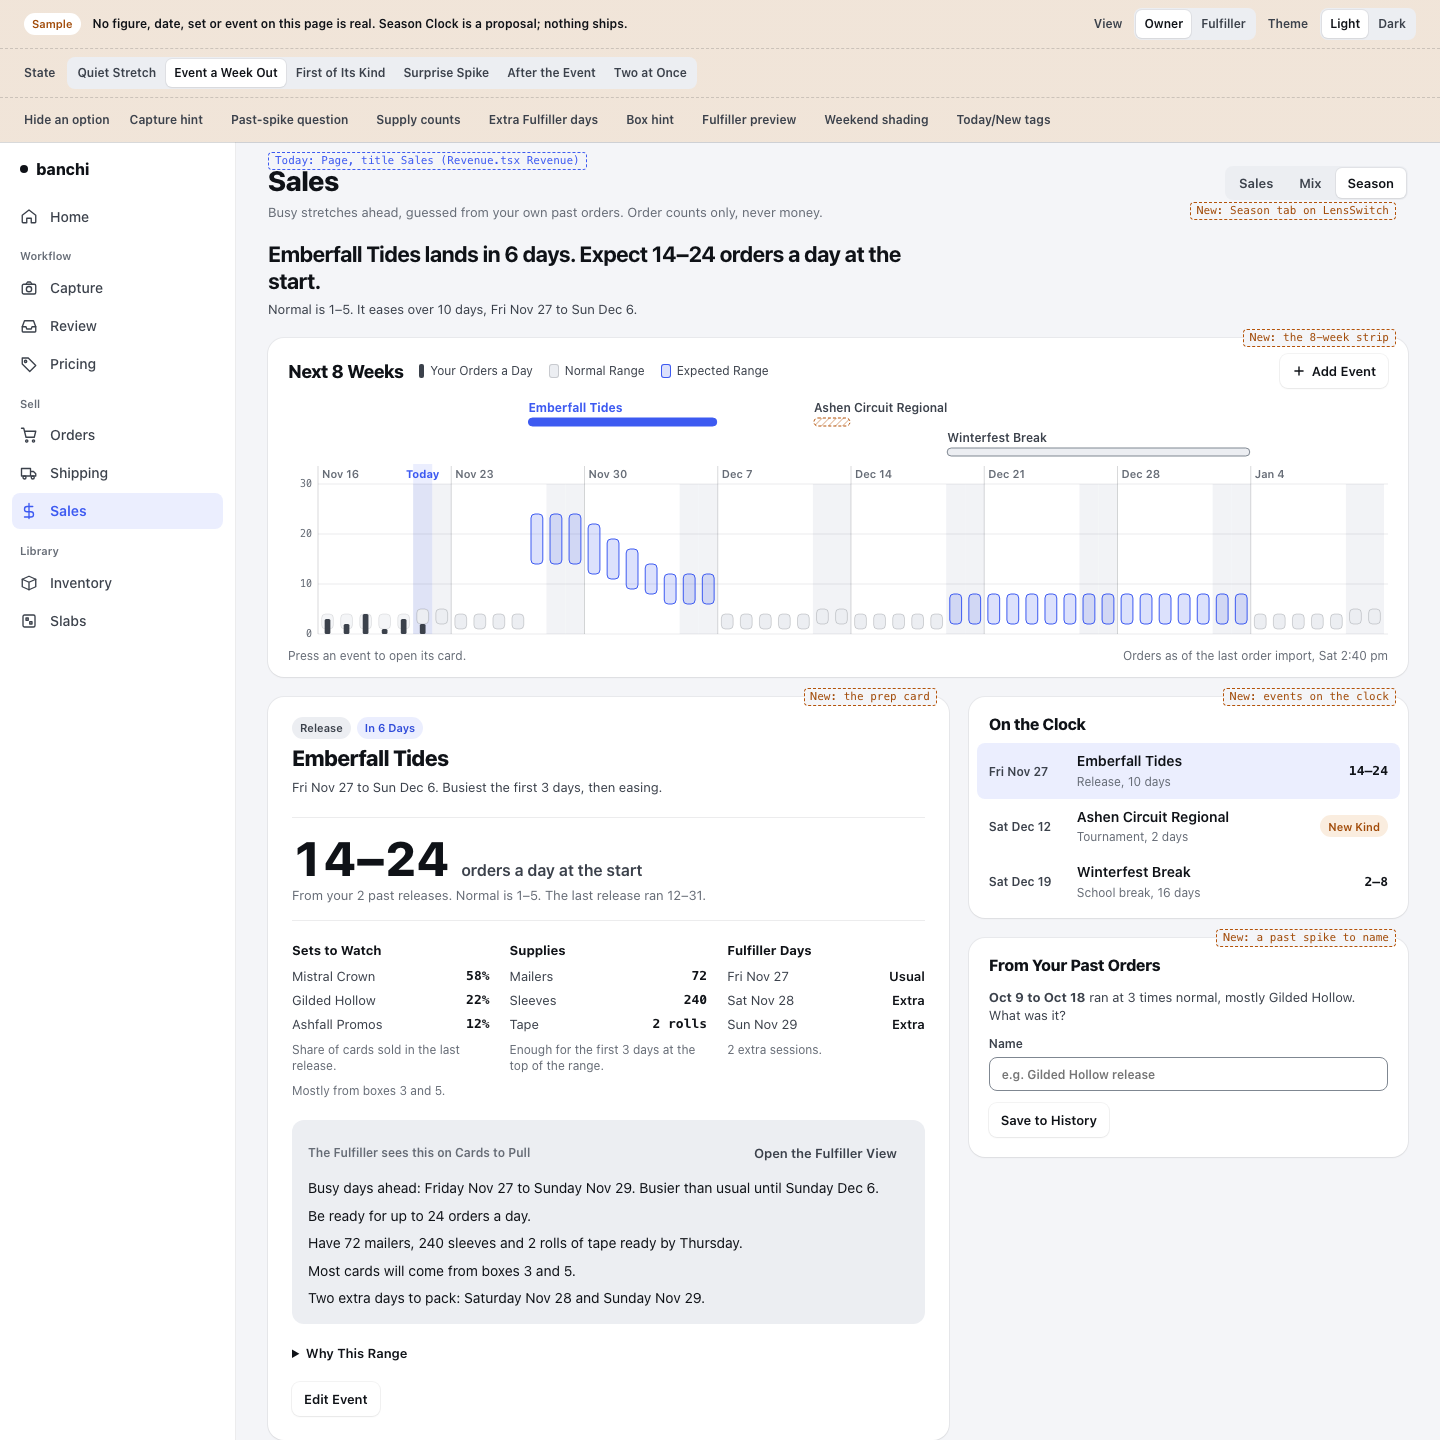 Sample No figure, date, set or event on this page is real. Season Clock is a proposal; nothing ships. View Owner Fulfiller Theme Light Dark
State Quiet Stretch Event a Week Out First of Its Kind Surprise Spike After the Event Two at Once
Hide an option Capture hint Past-spike question Supply counts Extra Fulfiller days Box hint Fulfiller preview Weekend shading Today/New tags
banchi
Home
Workflow
Capture
Review
Pricing
Sell
Orders
Shipping
Sales
Library
Inventory
Slabs
Today: Page, title Sales (Revenue.tsx Revenue)
Sales
Sales Mix Season
Busy stretches ahead, guessed from your own past orders. Order counts only, never money.
New: Season tab on LensSwitch
Emberfall Tides lands in 6 days. Expect 14–24 orders a day at the
start.
Normal is 1–5. It eases over 10 days, Fri Nov 27 to Sun Dec 6.
New: the 8-week strip
Next 8 Weeks Your Orders a Day Normal Range Expected Range + Add Event
Emberfall Tides Ashen Circuit Regional
Winterfest Break
Nov 16 Today Nov 23 Nov 30 Dec 7 Dec 14 Dec 21 Dec 28 Jan 4
30
20
10
0
Press an event to open its card. Orders as of the last order import, Sat 2:40 pm
New: the prep card
Release In 6 Days
Emberfall Tides
Fri Nov 27 to Sun Dec 6. Busiest the first 3 days, then easing.
14–24 orders a day at the start
From your 2 past releases. Normal is 1–5. The last release ran 12–31.
Sets to Watch
Mistral Crown 58%
Gilded Hollow 22%
Ashfall Promos 12%
Share of cards sold in the last
release.
Mostly from boxes 3 and 5.
Supplies
Mailers 72
Sleeves 240
Tape 2 rolls
Enough for the first 3 days at the
top of the range.
Fulfiller Days
Fri Nov 27 Usual
Sat Nov 28 Extra
Sun Nov 29 Extra
2 extra sessions.
The Fulfiller sees this on Cards to Pull Open the Fulfiller View
Busy days ahead: Friday Nov 27 to Sunday Nov 29. Busier than usual until Sunday Dec 6.
Be ready for up to 24 orders a day.
Have 72 mailers, 240 sleeves and 2 rolls of tape ready by Thursday.
Most cards will come from boxes 3 and 5.
Two extra days to pack: Saturday Nov 28 and Sunday Nov 29.
Why This Range
Edit Event
New: events on the clock
On the Clock
Fri Nov 27 Emberfall Tides 14–24
Release, 10 days
Sat Dec 12 Ashen Circuit Regional New Kind
Tournament, 2 days
Sat Dec 19 Winterfest Break 2–8
School break, 16 days
New: a past spike to name
From Your Past Orders
Oct 9 to Oct 18 ran at 3 times normal, mostly Gilded Hollow.
What was it?
Name
e.g. Gilded Hollow release
Save to History